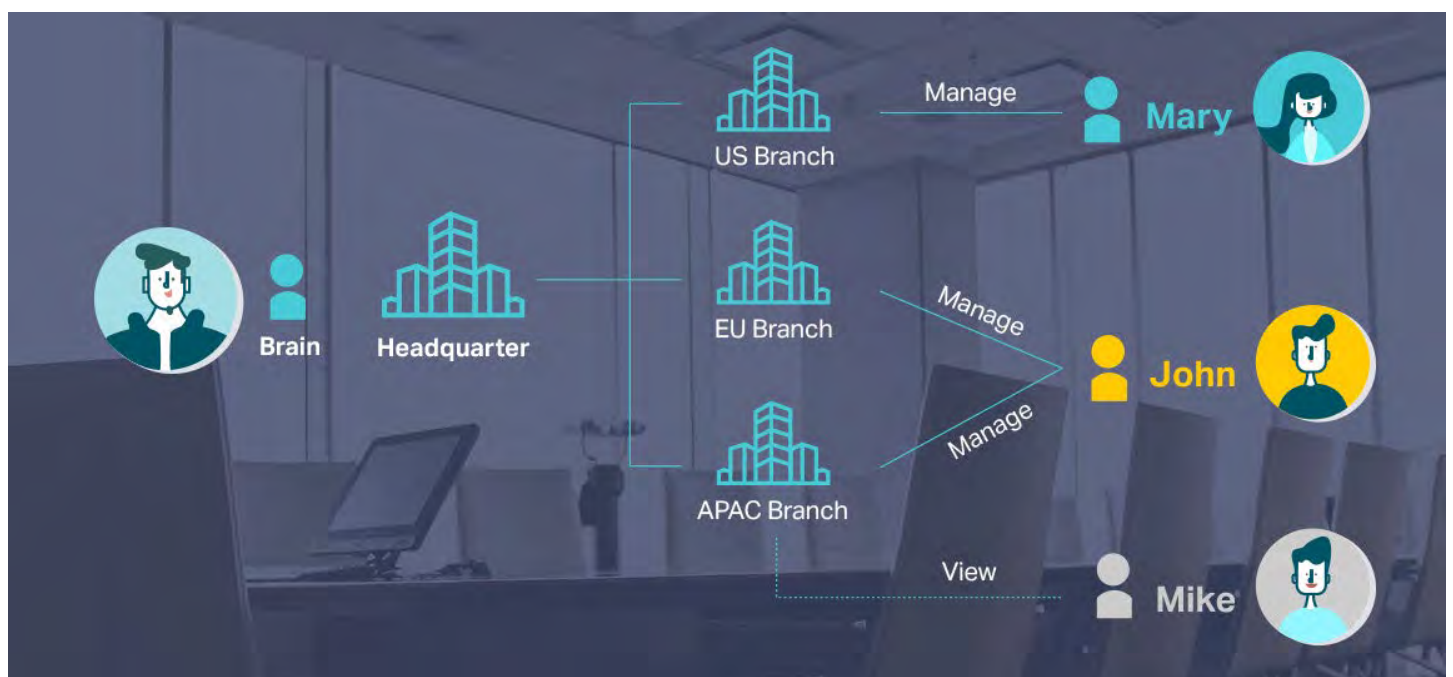 Manage
Mary
US Branch
Brain
Headquarter
EU Branch
Manage
John
Manage
APAC Branch
View
Mike